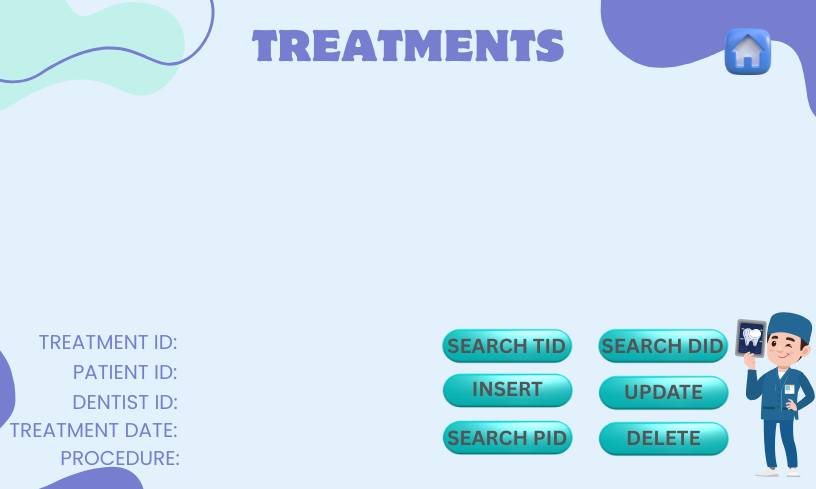 TREATMENTS
TREATMENT ID:
PATIENT ID:
DENTIST ID:
TREATMENT DATE:
PROCEDURE:
SEARCH TID
SEARCH DID
INSERT
UPDATE
SEARCH PID
DELETE